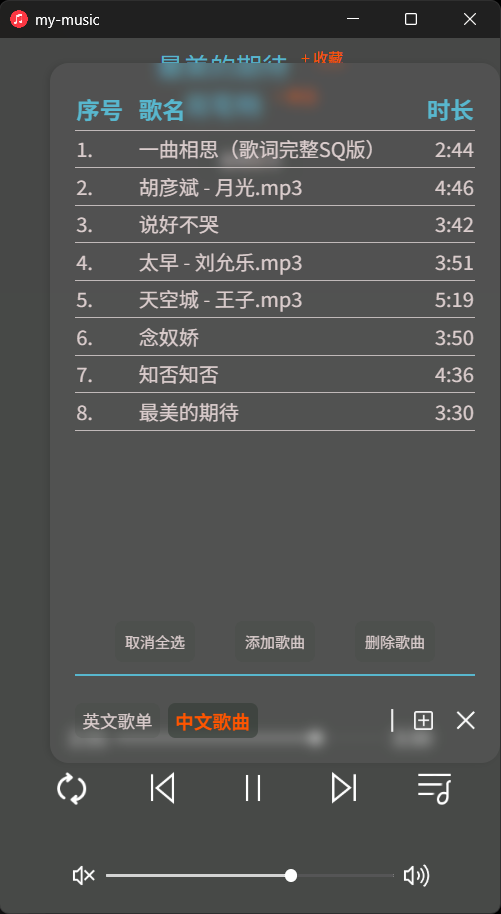 my-music
最美的期待 + 收藏
序号 歌名 时长
1. 一曲相思（歌词完整SQ版） 2:44
2. 胡彦斌 - 月光.mp3 4:46
3. 说好不哭 3:42
4. 太早 - 刘允乐.mp3 3:51
5. 天空城 - 王子.mp3 5:19
6. 念奴娇 3:50
7. 知否知否 4:36
8. 最美的期待 3:30
取消全选 添加歌曲 删除歌曲
英文歌单 中文歌曲